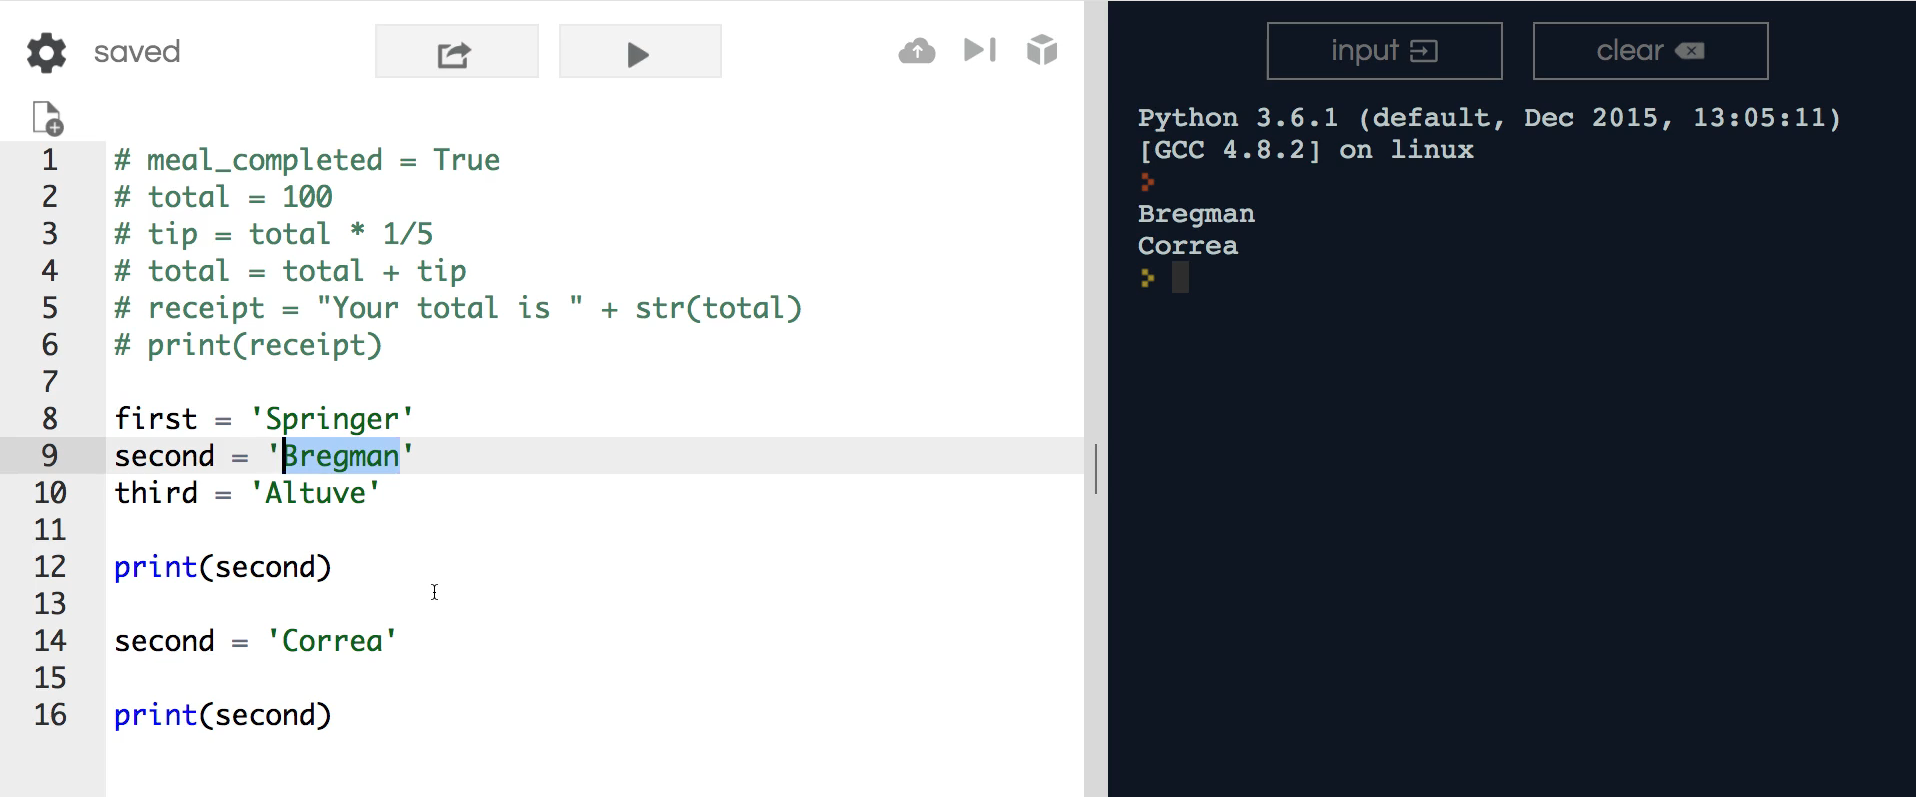 saved
input
clear
1 # meal_completed = True
2 # total = 100
3 # tip = total * 1/5
4 # total = total + tip
5 # receipt = "Your total is " + str(total)
6 # print(receipt)
7
8 first = 'Springer'
9 second = 'Bregman'
10 third = 'Altuve'
11
12 print(second)
13
14 second = 'Correa'
15
16 print(second)
Python 3.6.1 (default, Dec 2015, 13:05:11)
[GCC 4.8.2] on linux
Bregman
Correa